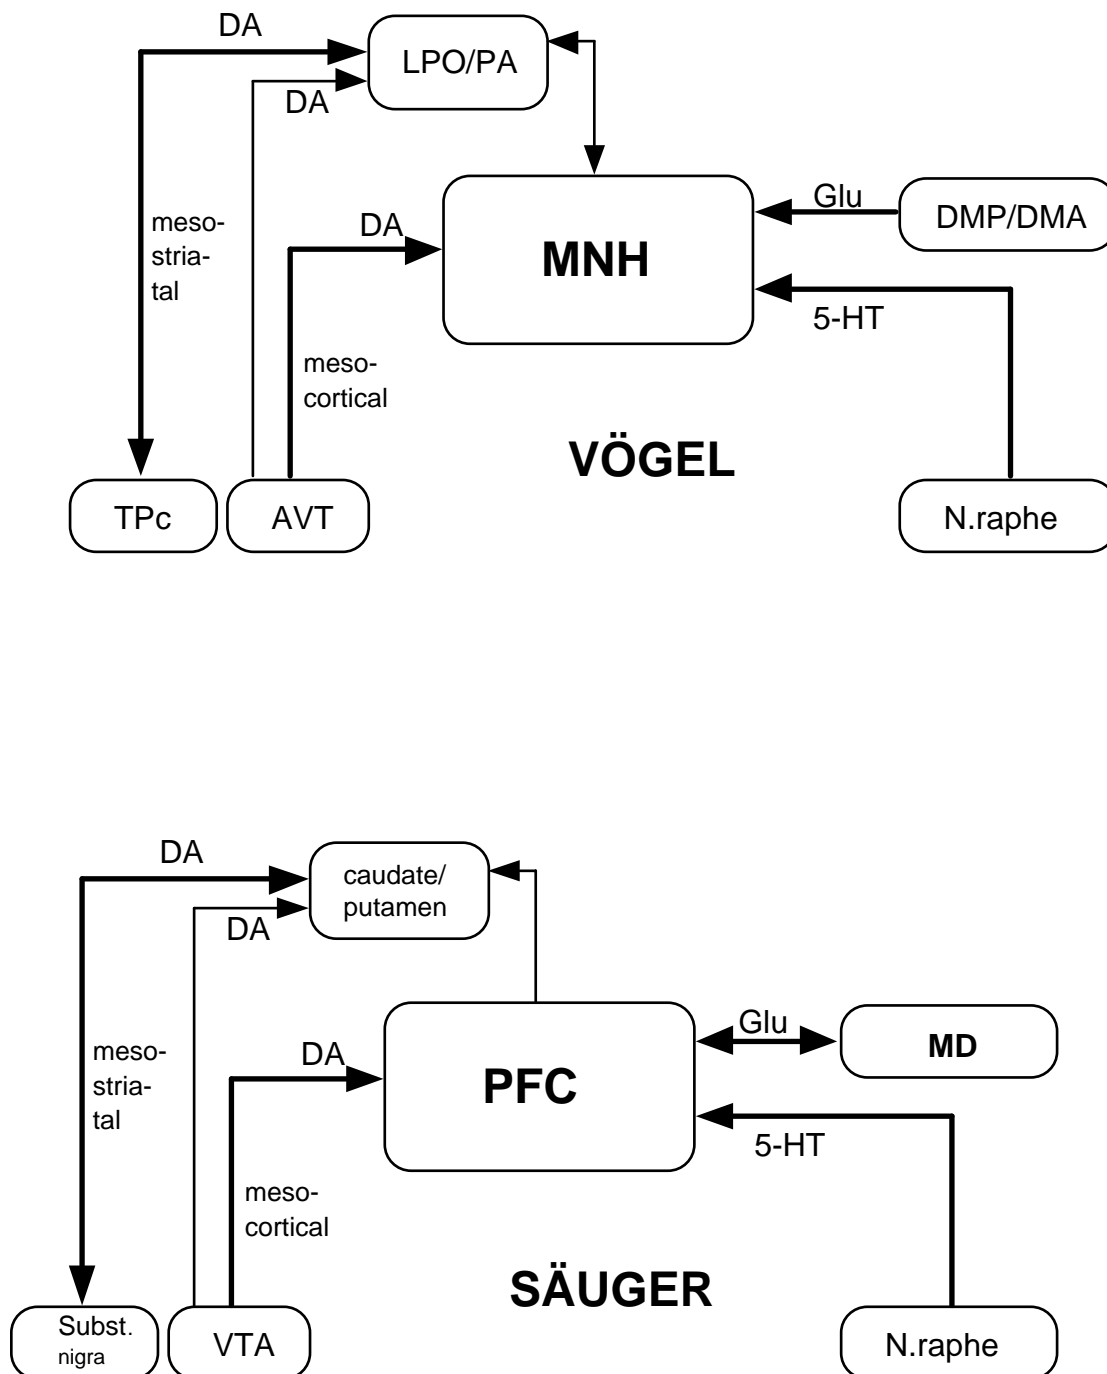 DA
LPO/PA
DA
Glu
DMP/DMA
meso-
stria-
tal
DA
MNH
5-HT
meso-
cortical
VÖGEL
TPc
AVT
N.raphe
DA
caudate/
putamen
DA
Glu
MD
meso-
stria-
tal
DA
PFC
5-HT
meso-
cortical
SÄUGER
Subst.
nigra
VTA
N.raphe